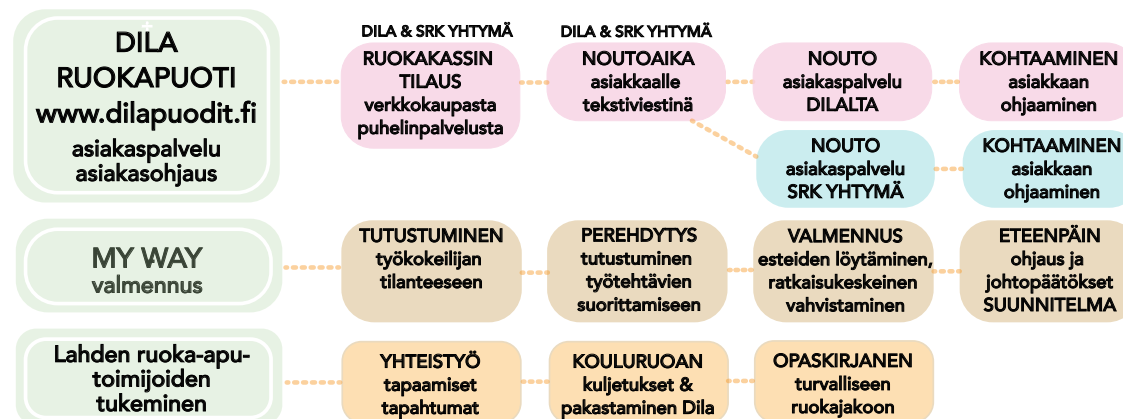 DILA
RUOKAPUOTI
www.dilapuodit.fi
asiakaspalvelu
asiakasohjaus
DILA & SRK YHTYMÄ
RUOKAKASSIN
TILAUS
verkkokaupasta
puhelinpalvelusta
DILA & SRK YHTYMÄ
NOUTOAIKA
asiakkaalle
tekstiviestinä
NOUTO
asiakaspalvelu
DILALTA
KOHTAAMINEN
asiakkaan
ohjaaminen
NOUTO
asiakaspalvelu
SRK YHTYMÄ
KOHTAAMINEN
asiakkaan
ohjaaminen
MY WAY
valmennus
TUTUSTUMINEN
työkokeilijan
tilanteeseen
PEREHDYTYS
tutustuminen
työtehtävien
suorittamiseen
VALMENNUS
esteiden löytäminen,
ratkaisukeskeinen
vahvistaminen
ETEENPÄIN
ohjaus ja
johtopäätökset
SUUNNITELMA
Lahden ruoka-apu-
toimijoiden
tukeminen
YHTEISTYÖ
tapaamiset
tapahtumat
KOULURUOAN
kuljetukset &
pakastaminen Dila
OPASKIRJANEN
turvalliseen
ruokajakoon